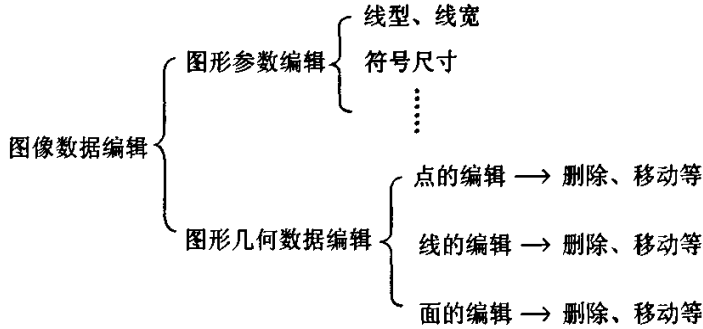 线型、线宽
图形参数编辑
符号尺寸
图像数据编辑
点的编辑 → 删除、移动等
图形几何数据编辑
线的编辑 → 删除、移动等
面的编辑 → 删除、移动等